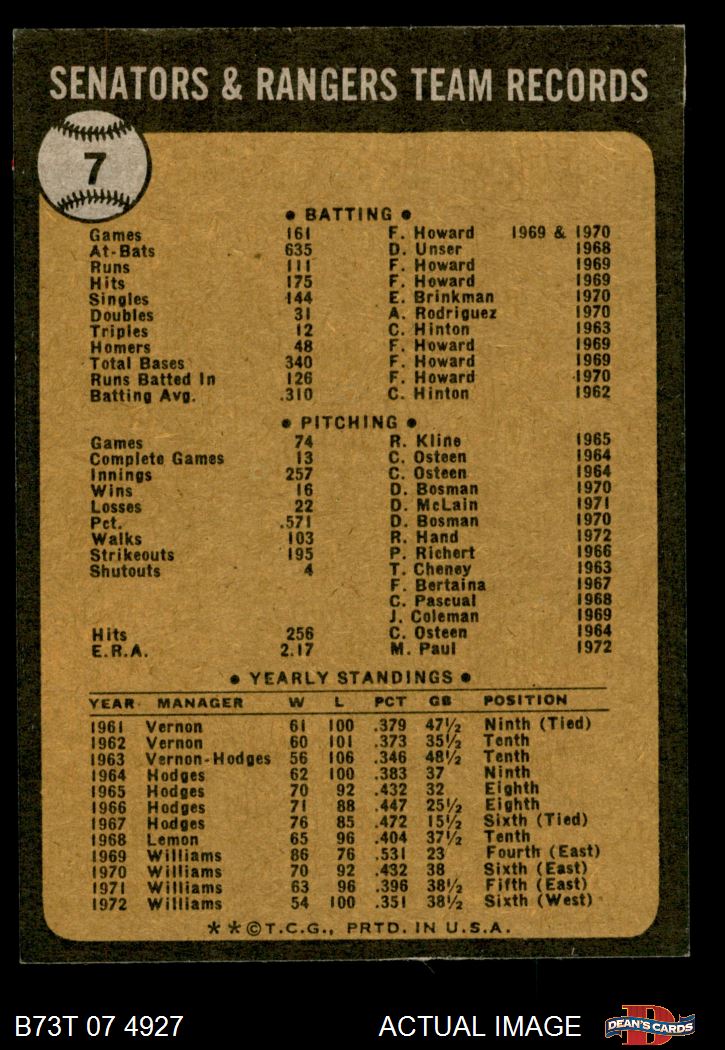 SENATORS & RANGERS TEAM RECORDS
7
• BATTING •
Games 161 F. Howard 1969 & 1970
At-Bats 635 D. Unser 1968
Runs 111 F. Howard 1969
Hits 175 F. Howard 1969
Singles 144 E. Brinkman 1970
Doubles 31 A. Rodriguez 1970
Triples 12 C. Hinton 1963
Homers 48 F. Howard 1969
Total Bases 340 F. Howard 1969
Runs Batted In 126 F. Howard 1970
Batting Avg. .310 C. Hinton 1962
• PITCHING •
Games 74 R. Kline 1965
Complete Games 13 C. Osteen 1964
Innings 257 C. Osteen 1964
Wins 16 D. Bosman 1970
Losses 22 D. McLain 1971
Pct. .571 D. Bosman 1970
Walks 103 R. Hand 1972
Strikeouts 195 P. Richert 1966
Shutouts 4 T. Cheney 1963
F. Bertaina 1967
C. Pascual 1968
J. Coleman 1969
Hits 256 C. Osteen 1964
E.R.A. 2.17 M. Paul 1972
• YEARLY STANDINGS •
YEAR MANAGER W L PCT GB POSITION
1961 Vernon 61 100 .379 47½ Ninth (Tied)
1962 Vernon 60 101 .373 35½ Tenth
1963 Vernon-Hodges 56 106 .346 48½ Tenth
1964 Hodges 62 100 .383 37 Ninth
1965 Hodges 70 92 .432 32 Eighth
1966 Hodges 71 88 .447 25½ Eighth
1967 Hodges 76 85 .472 15½ Sixth (Tied)
1968 Lemon 65 96 .404 37½ Tenth
1969 Williams 86 76 .531 23 Fourth (East)
1970 Williams 70 92 .432 38 Sixth (East)
1971 Williams 63 96 .396 38½ Fifth (East)
1972 Williams 54 100 .351 38½ Sixth (West)
**©T.C.G., PRTD. IN U.S.A.
B73T 07 4927 ACTUAL IMAGE
D
DEAN'S CARDS